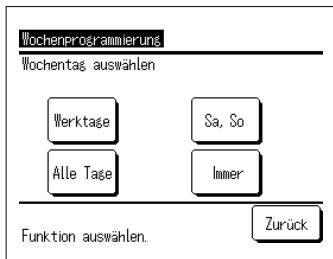 Wochenprogrammierung
Wochentag auswählen
Werktage
Sa, So
Alle Tage
Immer
Zurück
Funktion auswählen.